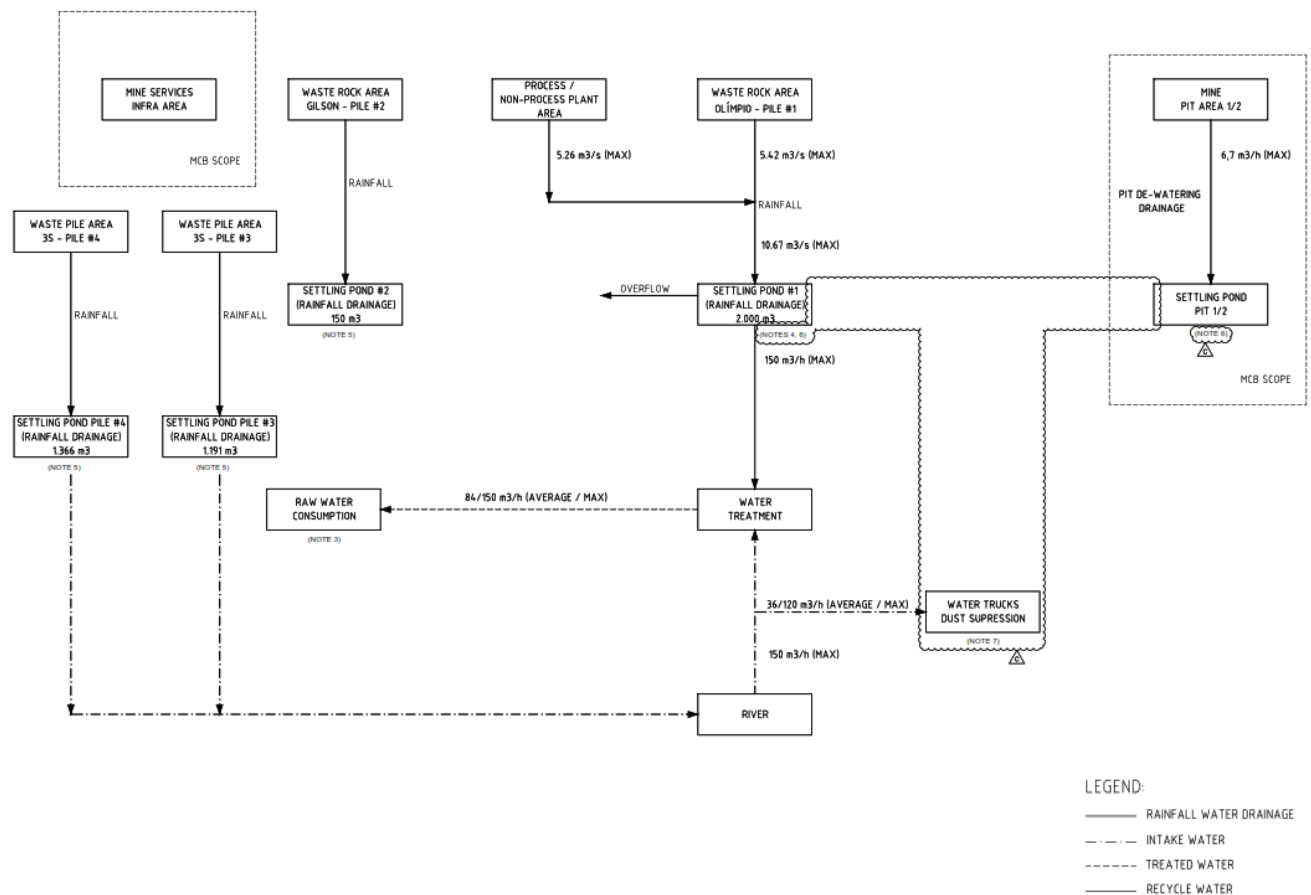 MINE SERVICES
INFRA AREA
MCB SCOPE
WASTE ROCK AREA
GILSON - PILE #2
RAINFALL
PROCESS /
NON-PROCESS PLANT
AREA
5.26 m3/s (MAX)
WASTE ROCK AREA
OLÍMPIO - PILE #1
5.42 m3/s (MAX)
RAINFALL
10.67 m3/s (MAX)
MINE
PIT AREA 1/2
6,7 m3/h (MAX)
PIT DE-WATERING
DRAINAGE
WASTE PILE AREA
3S - PILE #4
RAINFALL
WASTE PILE AREA
3S - PILE #3
RAINFALL
SETTLING POND #2
(RAINFALL DRAINAGE)
150 m3
(NOTE 5)
OVERFLOW
SETTLING POND #1
(RAINFALL DRAINAGE)
2.000 m3
(NOTES 4, 6)
150 m3/h (MAX)
SETTLING POND
PIT 1/2
(NOTE 6)
C
MCB SCOPE
SETTLING POND PILE #4
(RAINFALL DRAINAGE)
1.366 m3
(NOTE 5)
SETTLING POND PILE #3
(RAINFALL DRAINAGE)
1.191 m3
(NOTE 5)
RAW WATER
CONSUMPTION
(NOTE 3)
84/150 m3/h (AVERAGE / MAX)
WATER
TREATMENT
36/120 m3/h (AVERAGE / MAX)
WATER TRUCKS
DUST SUPRESSION
(NOTE 7)
C
150 m3/h (MAX)
RIVER
LEGEND:
RAINFALL WATER DRAINAGE
INTAKE WATER
TREATED WATER
RECYCLE WATER